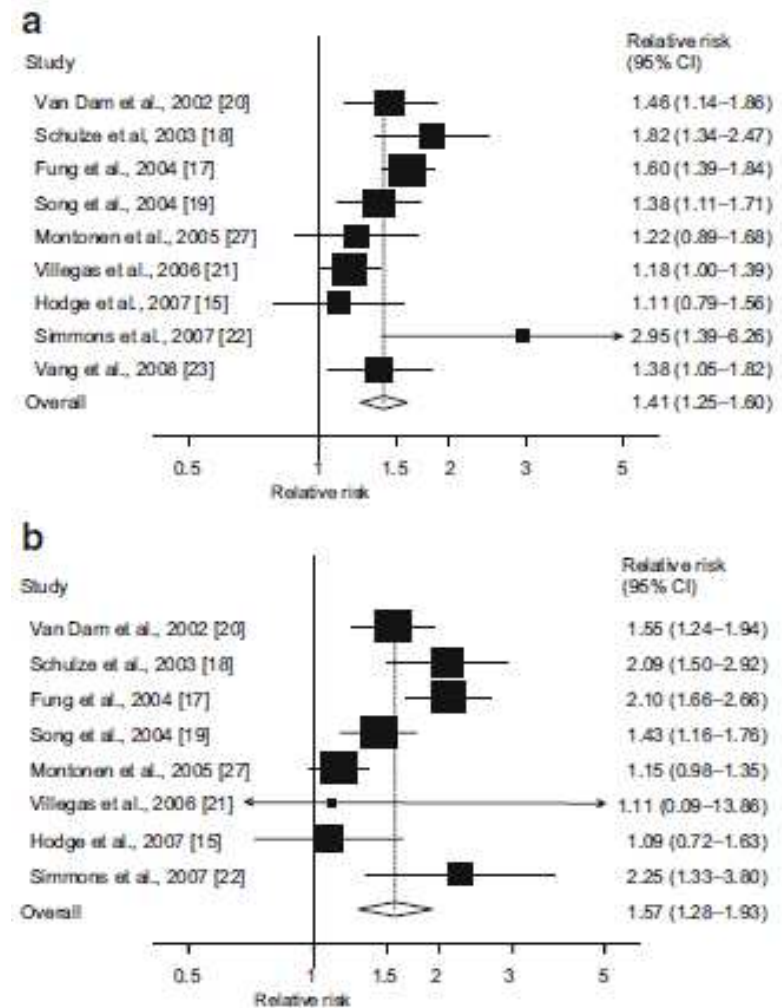 a
Study
Relative risk
(95% CI)
Van Dam et al., 2002 [20] 1.46 (1.14–1.86)
Schulze et al, 2003 [18] 1.82 (1.34–2.47)
Fung et al., 2004 [17] 1.60 (1.39–1.84)
Song et al., 2004 [19] 1.38 (1.11–1.71)
Montonen et al., 2005 [27] 1.22 (0.89–1.68)
Villegas et al., 2006 [21] 1.18 (1.00–1.39)
Hodge et al., 2007 [15] 1.11 (0.79–1.56)
Simmons et al., 2007 [22] 2.95 (1.39–6.26)
Vang et al., 2008 [23] 1.38 (1.05–1.82)
Overall 1.41 (1.25–1.60)
0.5 1 1.5 2 3 5
Relative risk
b
Study
Relative risk
(95% CI)
Van Dam et al., 2002 [20] 1.55 (1.24–1.94)
Schulze et al., 2003 [18] 2.09 (1.50–2.92)
Fung et al., 2004 [17] 2.10 (1.66–2.66)
Song et al., 2004 [19] 1.43 (1.16–1.76)
Montonen et al., 2005 [27] 1.15 (0.98–1.35)
Villegas et al., 2006 [21] 1.11 (0.09–13.86)
Hodge et al., 2007 [15] 1.09 (0.72–1.63)
Simmons et al., 2007 [22] 2.25 (1.33–3.80)
Overall 1.57 (1.28–1.93)
0.5 1 1.5 2 3 5
Relative risk